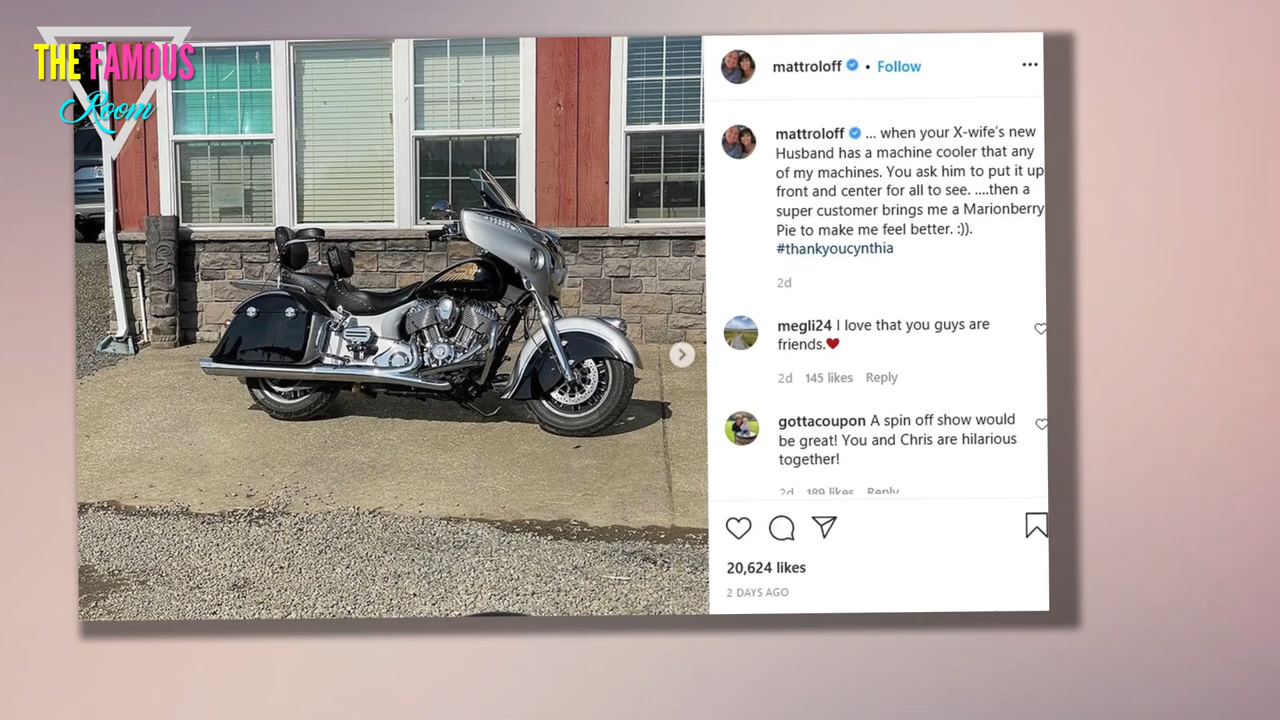 THE FAMOUS
Room
mattroloff • Follow
mattroloff ... when your X-wife's new
Husband has a machine cooler that any
of my machines. You ask him to put it up
front and center for all to see. ....then a
super customer brings me a Marionberry
Pie to make me feel better. :)).
#thankyoucynthia
2d
megli24 I love that you guys are
friends.❤
2d 145 likes Reply
gottacoupon A spin off show would
be great! You and Chris are hilarious
together!
2d 189 likes Reply
20,624 likes
2 DAYS AGO